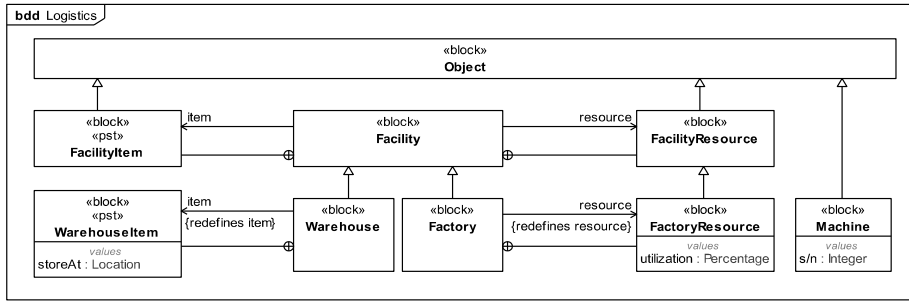 bdd Logistics
«block»
Object
«block»
«pst»
FacilityItem
item
«block»
Facility
resource
«block»
FacilityResource
«block»
«pst»
WarehouseItem
values
storeAt : Location
item
{redefines item}
«block»
Warehouse
«block»
Factory
resource
{redefines resource}
«block»
FactoryResource
values
utilization : Percentage
«block»
Machine
values
s/n : Integer